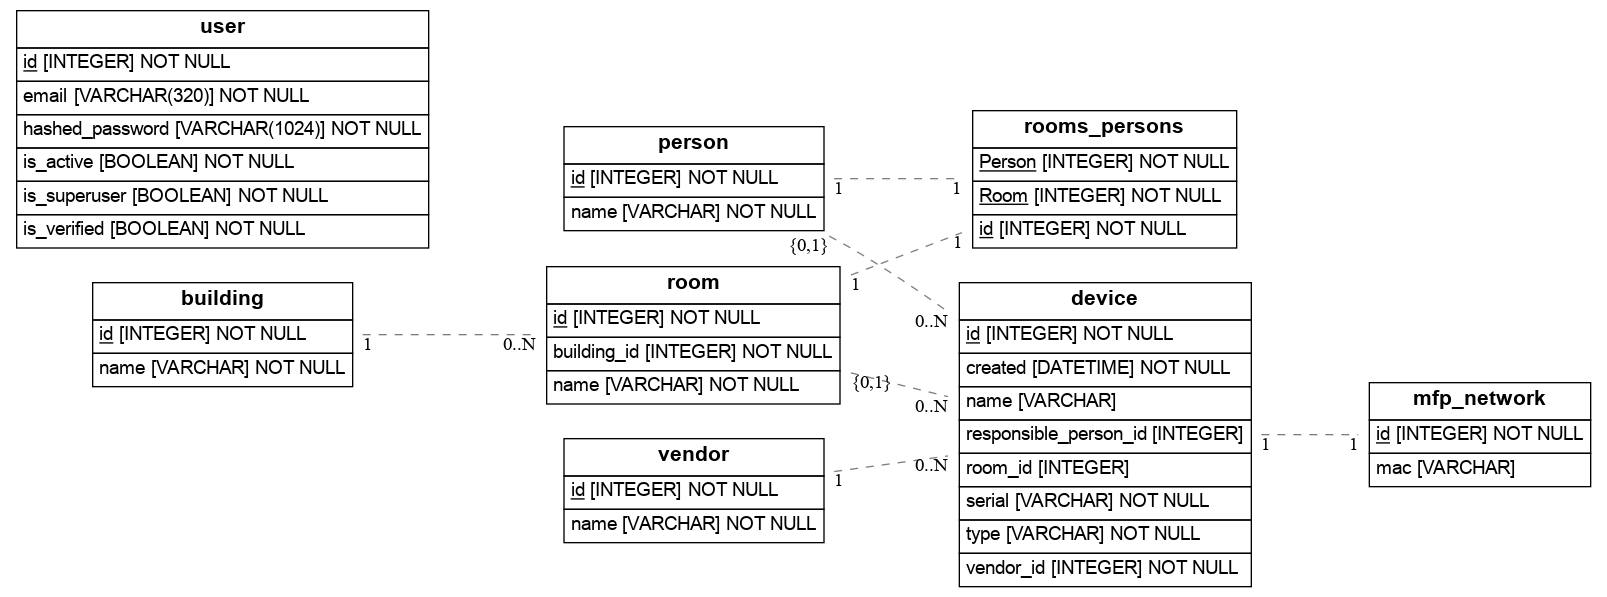 user
id [INTEGER] NOT NULL
email [VARCHAR(320)] NOT NULL
hashed_password [VARCHAR(1024)] NOT NULL
is_active [BOOLEAN] NOT NULL
is_superuser [BOOLEAN] NOT NULL
is_verified [BOOLEAN] NOT NULL
building
id [INTEGER] NOT NULL
name [VARCHAR] NOT NULL
1
0..N
person
id [INTEGER] NOT NULL
name [VARCHAR] NOT NULL
1
1
{0,1}
0..N
room
id [INTEGER] NOT NULL
building_id [INTEGER] NOT NULL
name [VARCHAR] NOT NULL
1
1
{0,1}
0..N
vendor
id [INTEGER] NOT NULL
name [VARCHAR] NOT NULL
1
0..N
rooms_persons
Person [INTEGER] NOT NULL
Room [INTEGER] NOT NULL
id [INTEGER] NOT NULL
device
id [INTEGER] NOT NULL
created [DATETIME] NOT NULL
name [VARCHAR]
responsible_person_id [INTEGER]
room_id [INTEGER]
serial [VARCHAR] NOT NULL
type [VARCHAR] NOT NULL
vendor_id [INTEGER] NOT NULL
1
1
mfp_network
id [INTEGER] NOT NULL
mac [VARCHAR]